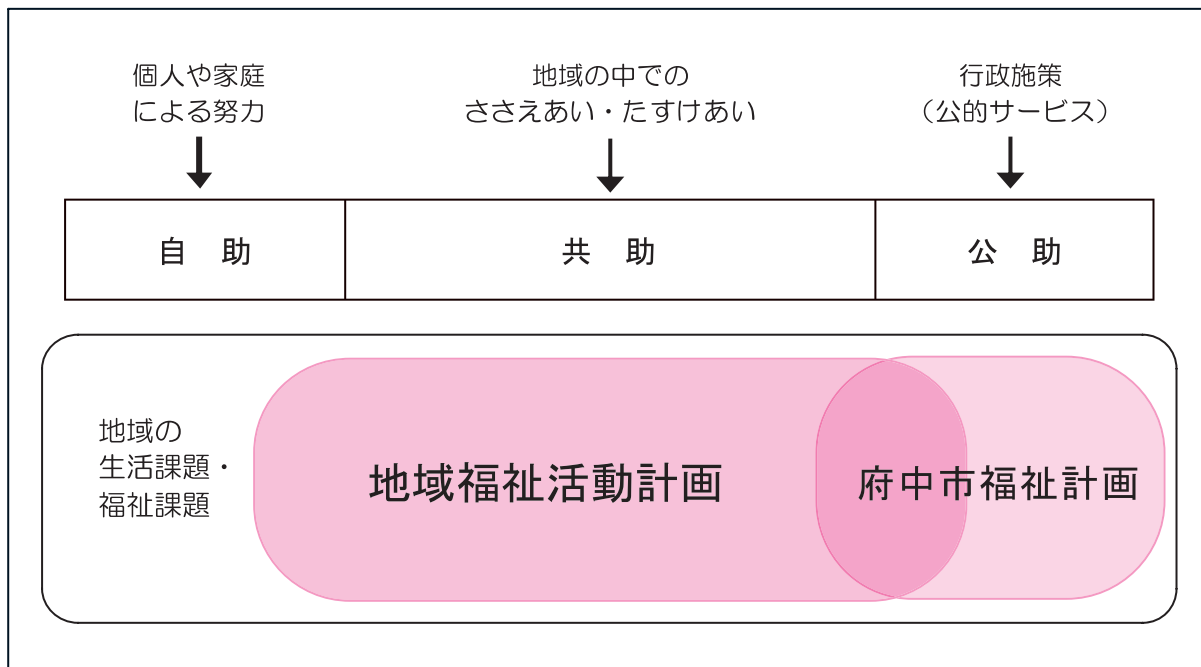 個人や家庭
による努力
地域の中での
ささえあい・たすけあい
行政施策
（公的サービス）
自　助
共　助
公　助
地域の
生活課題・
福祉課題
地域福祉活動計画
府中市福祉計画